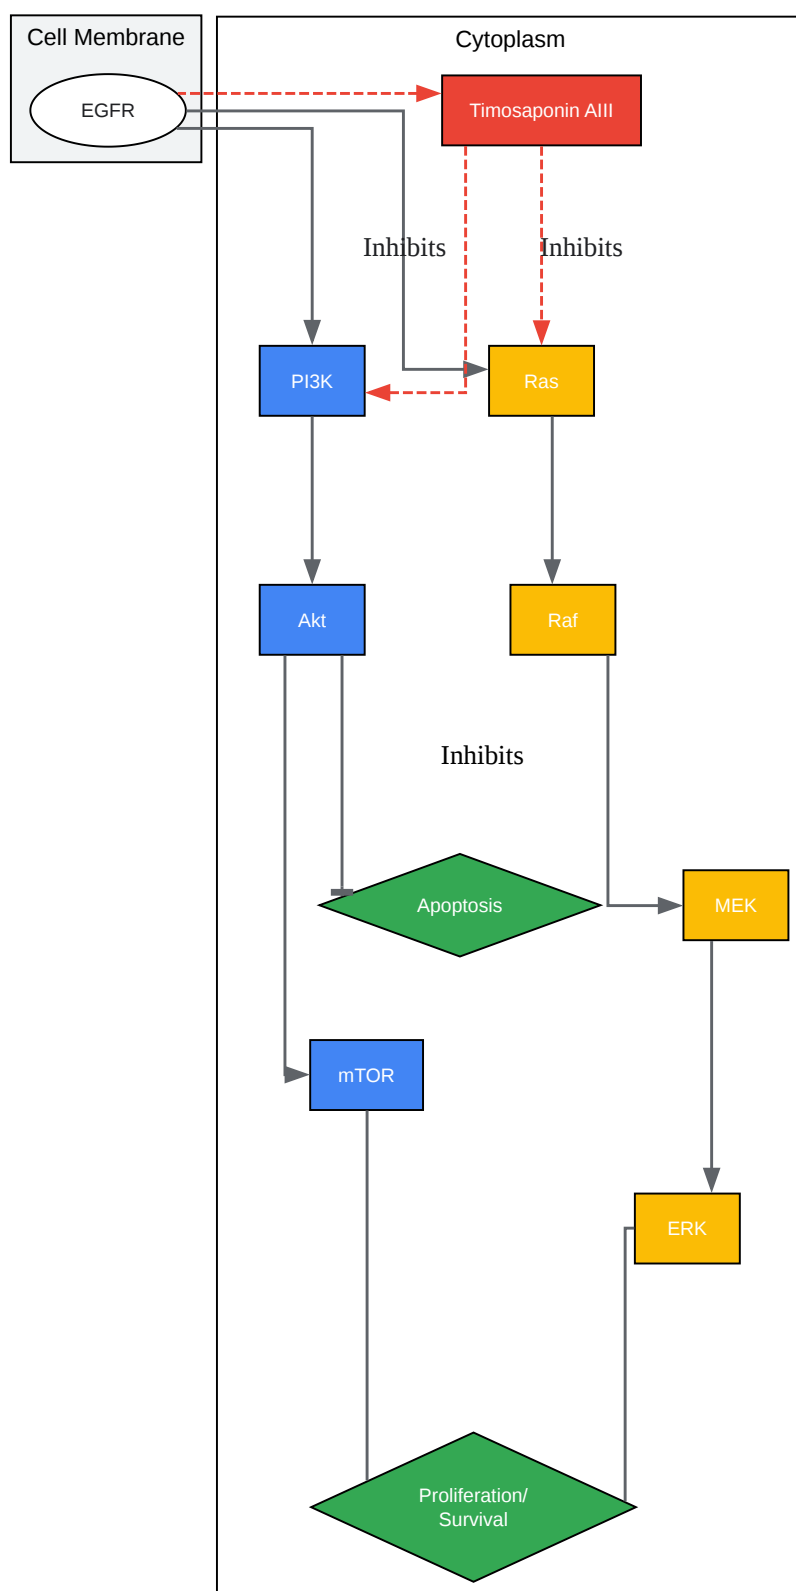 Cell Membrane
Cytoplasm
EGFR
Timosaponin AIII
Inhibits
Inhibits
PI3K
Ras
Akt
Raf
Inhibits
Apoptosis
MEK
mTOR
ERK
Proliferation/
Survival